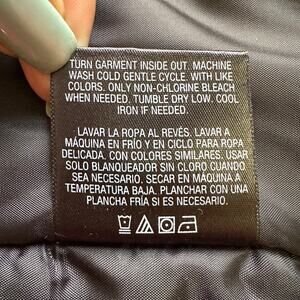 TURN GARMENT INSIDE OUT. MACHINE
WASH COLD GENTLE CYCLE. WITH LIKE
COLORS. ONLY NON-CHLORINE BLEACH
WHEN NEEDED. TUMBLE DRY LOW. COOL
IRON IF NEEDED.
LAVAR LA ROPA AL REVÉS. LAVAR A
MÁQUINA EN FRÍO Y EN CICLO PARA ROPA
DELICADA. CON COLORES SIMILARES. USAR
SOLO BLANQUEADOR SIN CLORO CUANDO
SEA NECESARIO. SECAR EN MÁQUINA A
TEMPERATURA BAJA. PLANCHAR CON UNA
PLANCHA FRÍA SI ES NECESARIO.